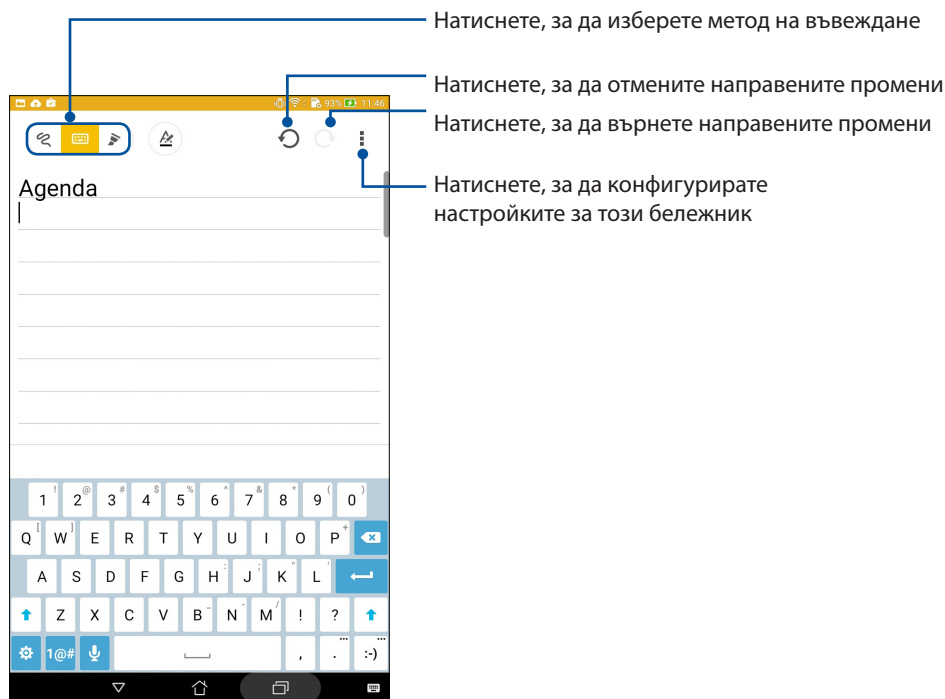 Натиснете, за да изберете метод на въвеждане
Натиснете, за да отмените направените промени
93% 11:46
Натиснете, за да върнете направените промени
Agenda
Натиснете, за да конфигурирате
настройките за този бележник
1 ! 2 @ 3 # 4 $ 5 % 6 ^ 7 & 8 * 9 ( 0 )
Q [ W ] E R T Y U I O P +
A S D F G H : J ; K " L '
Z X C V B _ N - M / ! ?
1@# , . ... :-) ...